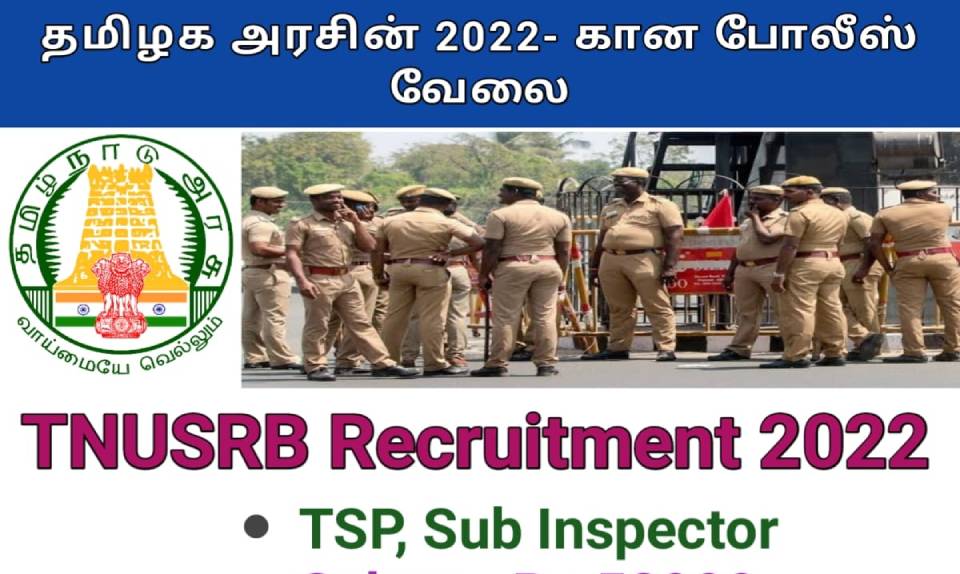 தமிழக அரசின் 2022- கான போலீஸ்
வேலை
தமிழ் நாடு அரசு
வாய்மையே வெல்லும்
TNUSRB Recruitment 2022
• TSP, Sub Inspector